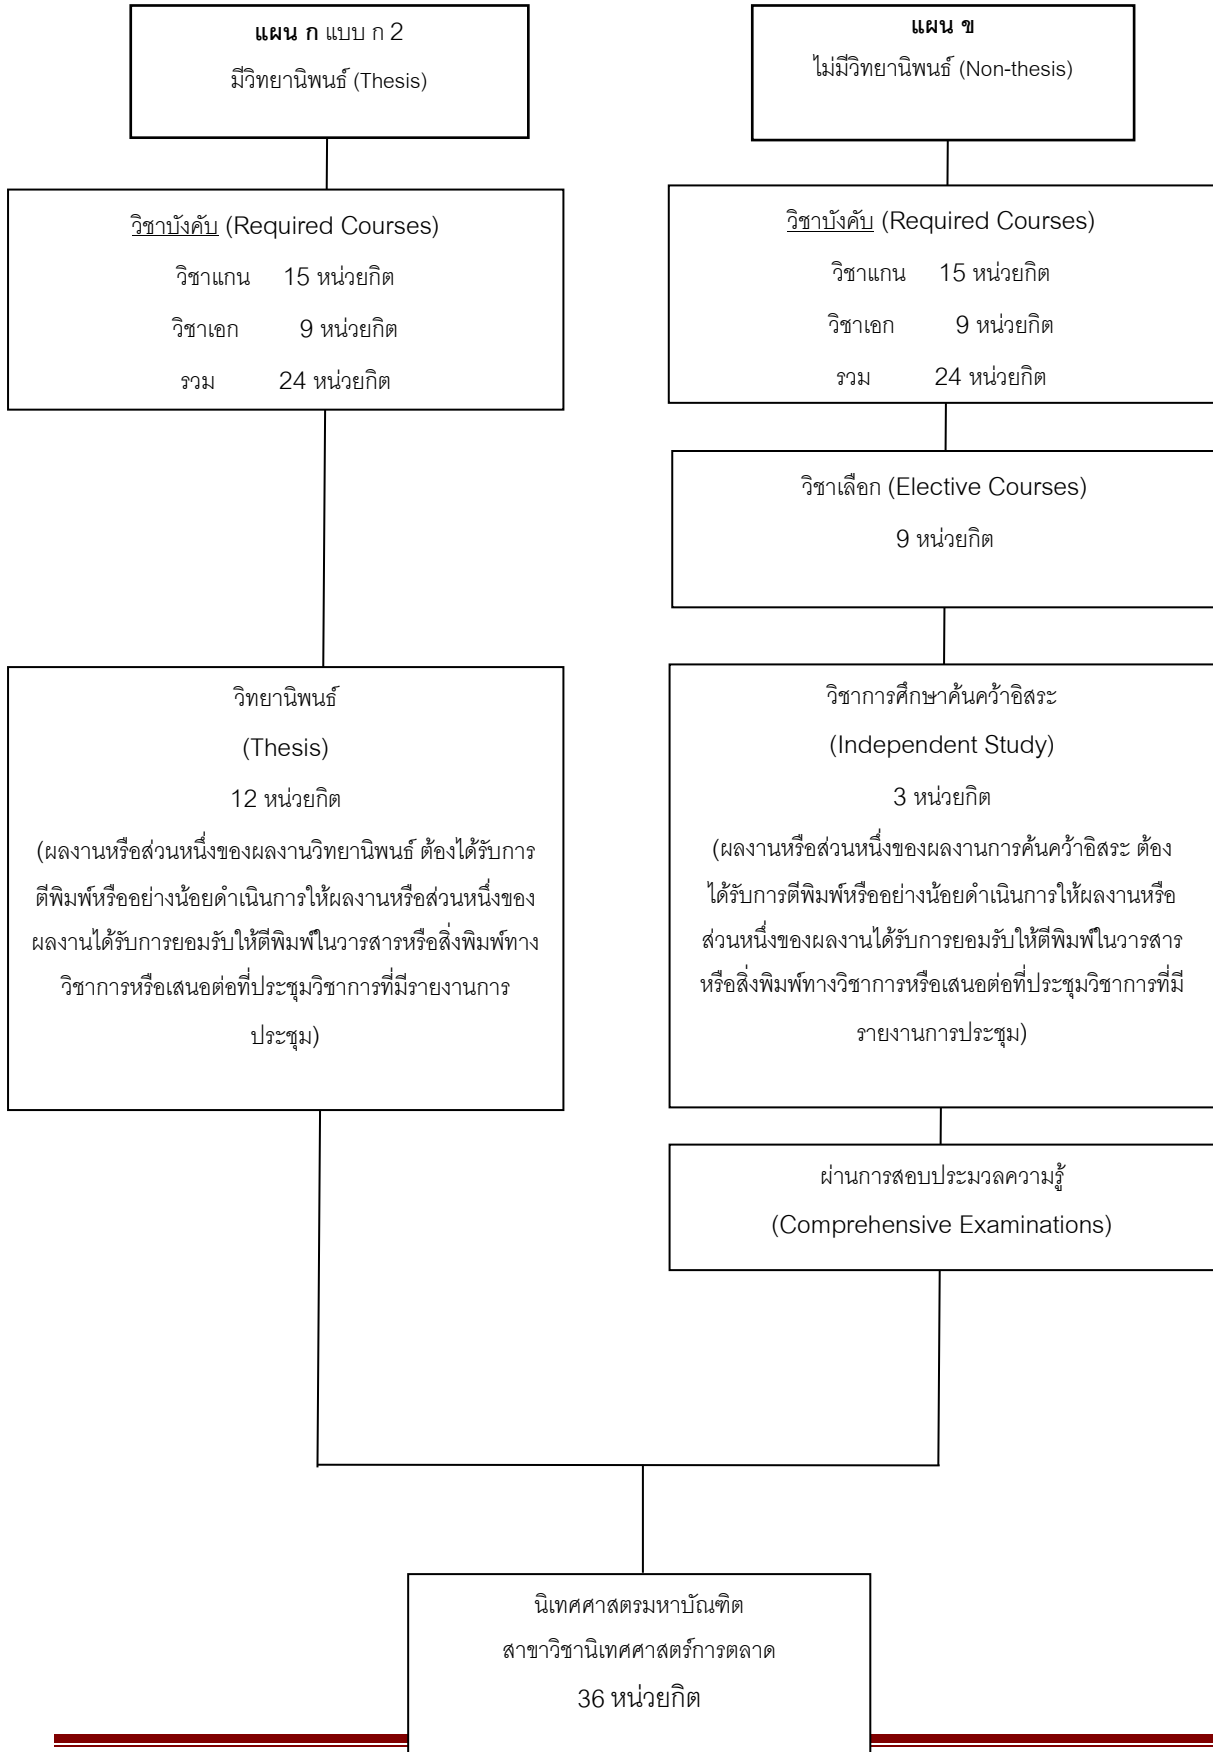 แผน ก แบบ ก 2
มีวิทยานิพนธ์ (Thesis)
วิชาบังคับ (Required Courses)
วิชาแกน 15 หน่วยกิต
วิชาเอก 9 หน่วยกิต
รวม 24 หน่วยกิต
วิทยานิพนธ์
(Thesis)
12 หน่วยกิต
(ผลงานหรือส่วนหนึ่งของผลงานวิทยานิพนธ์ ต้องได้รับการ
ตีพิมพ์หรืออย่างน้อยดำเนินการให้ผลงานหรือส่วนหนึ่งของ
ผลงานได้รับการยอมรับให้ตีพิมพ์ในวารสารหรือสิ่งพิมพ์ทาง
วิชาการหรือเสนอต่อที่ประชุมวิชาการที่มีรายงานการ
ประชุม)
แผน ข
ไม่มีวิทยานิพนธ์ (Non-thesis)
วิชาบังคับ (Required Courses)
วิชาแกน 15 หน่วยกิต
วิชาเอก 9 หน่วยกิต
รวม 24 หน่วยกิต
วิชาเลือก (Elective Courses)
9 หน่วยกิต
วิชาการศึกษาค้นคว้าอิสระ
(Independent Study)
3 หน่วยกิต
(ผลงานหรือส่วนหนึ่งของผลงานการค้นคว้าอิสระ ต้อง
ได้รับการตีพิมพ์หรืออย่างน้อยดำเนินการให้ผลงานหรือ
ส่วนหนึ่งของผลงานได้รับการยอมรับให้ตีพิมพ์ในวารสาร
หรือสิ่งพิมพ์ทางวิชาการหรือเสนอต่อที่ประชุมวิชาการที่มี
รายงานการประชุม)
ผ่านการสอบประมวลความรู้
(Comprehensive Examinations)
นิเทศศาสตรมหาบัณฑิต
สาขาวิชานิเทศศาสตร์การตลาด
36 หน่วยกิต